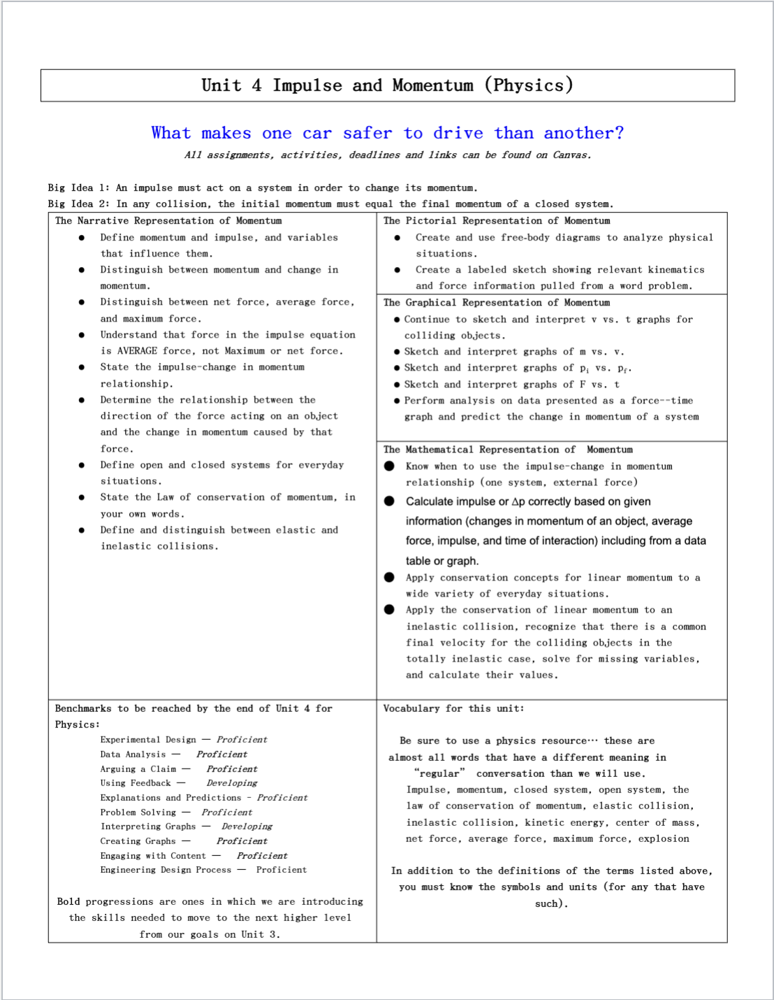 Unit 4 Impulse and Momentum (Physics)
What makes one car safer to drive than another?
All assignments, activities, deadlines and links can be found on Canvas.
Big Idea 1: An impulse must act on a system in order to change its momentum.
Big Idea 2: In any collision, the initial momentum must equal the final momentum of a closed system.
The Narrative Representation of Momentum
● Define momentum and impulse, and variables
that influence them.
● Distinguish between momentum and change in
momentum.
● Distinguish between net force, average force,
and maximum force.
● Understand that force in the impulse equation
is AVERAGE force, not Maximum or net force.
● State the impulse-change in momentum
relationship.
● Determine the relationship between the
direction of the force acting on an object
and the change in momentum caused by that
force.
● Define open and closed systems for everyday
situations.
● State the Law of conservation of momentum, in
your own words.
● Define and distinguish between elastic and
inelastic collisions.
The Pictorial Representation of Momentum
● Create and use free-body diagrams to analyze physical
situations.
● Create a labeled sketch showing relevant kinematics
and force information pulled from a word problem.
The Graphical Representation of Momentum
● Continue to sketch and interpret v vs. t graphs for
colliding objects.
● Sketch and interpret graphs of m vs. v.
● Sketch and interpret graphs of pi vs. pf.
● Sketch and interpret graphs of F vs. t
● Perform analysis on data presented as a force--time
graph and predict the change in momentum of a system
The Mathematical Representation of Momentum
● Know when to use the impulse-change in momentum
relationship (one system, external force)
● Calculate impulse or Δp correctly based on given
information (changes in momentum of an object, average
force, impulse, and time of interaction) including from a data
table or graph.
● Apply conservation concepts for linear momentum to a
wide variety of everyday situations.
● Apply the conservation of linear momentum to an
inelastic collision, recognize that there is a common
final velocity for the colliding objects in the
totally inelastic case, solve for missing variables,
and calculate their values.
Benchmarks to be reached by the end of Unit 4 for
Physics:
Experimental Design — Proficient
Data Analysis — Proficient
Arguing a Claim — Proficient
Using Feedback — Developing
Explanations and Predictions - Proficient
Problem Solving — Proficient
Interpreting Graphs — Developing
Creating Graphs — Proficient
Engaging with Content — Proficient
Engineering Design Process — Proficient
Bold progressions are ones in which we are introducing
the skills needed to move to the next higher level
from our goals on Unit 3.
Vocabulary for this unit:
Be sure to use a physics resource… these are
almost all words that have a different meaning in
“regular” conversation than we will use.
Impulse, momentum, closed system, open system, the
law of conservation of momentum, elastic collision,
inelastic collision, kinetic energy, center of mass,
net force, average force, maximum force, explosion
In addition to the definitions of the terms listed above,
you must know the symbols and units (for any that have
such).